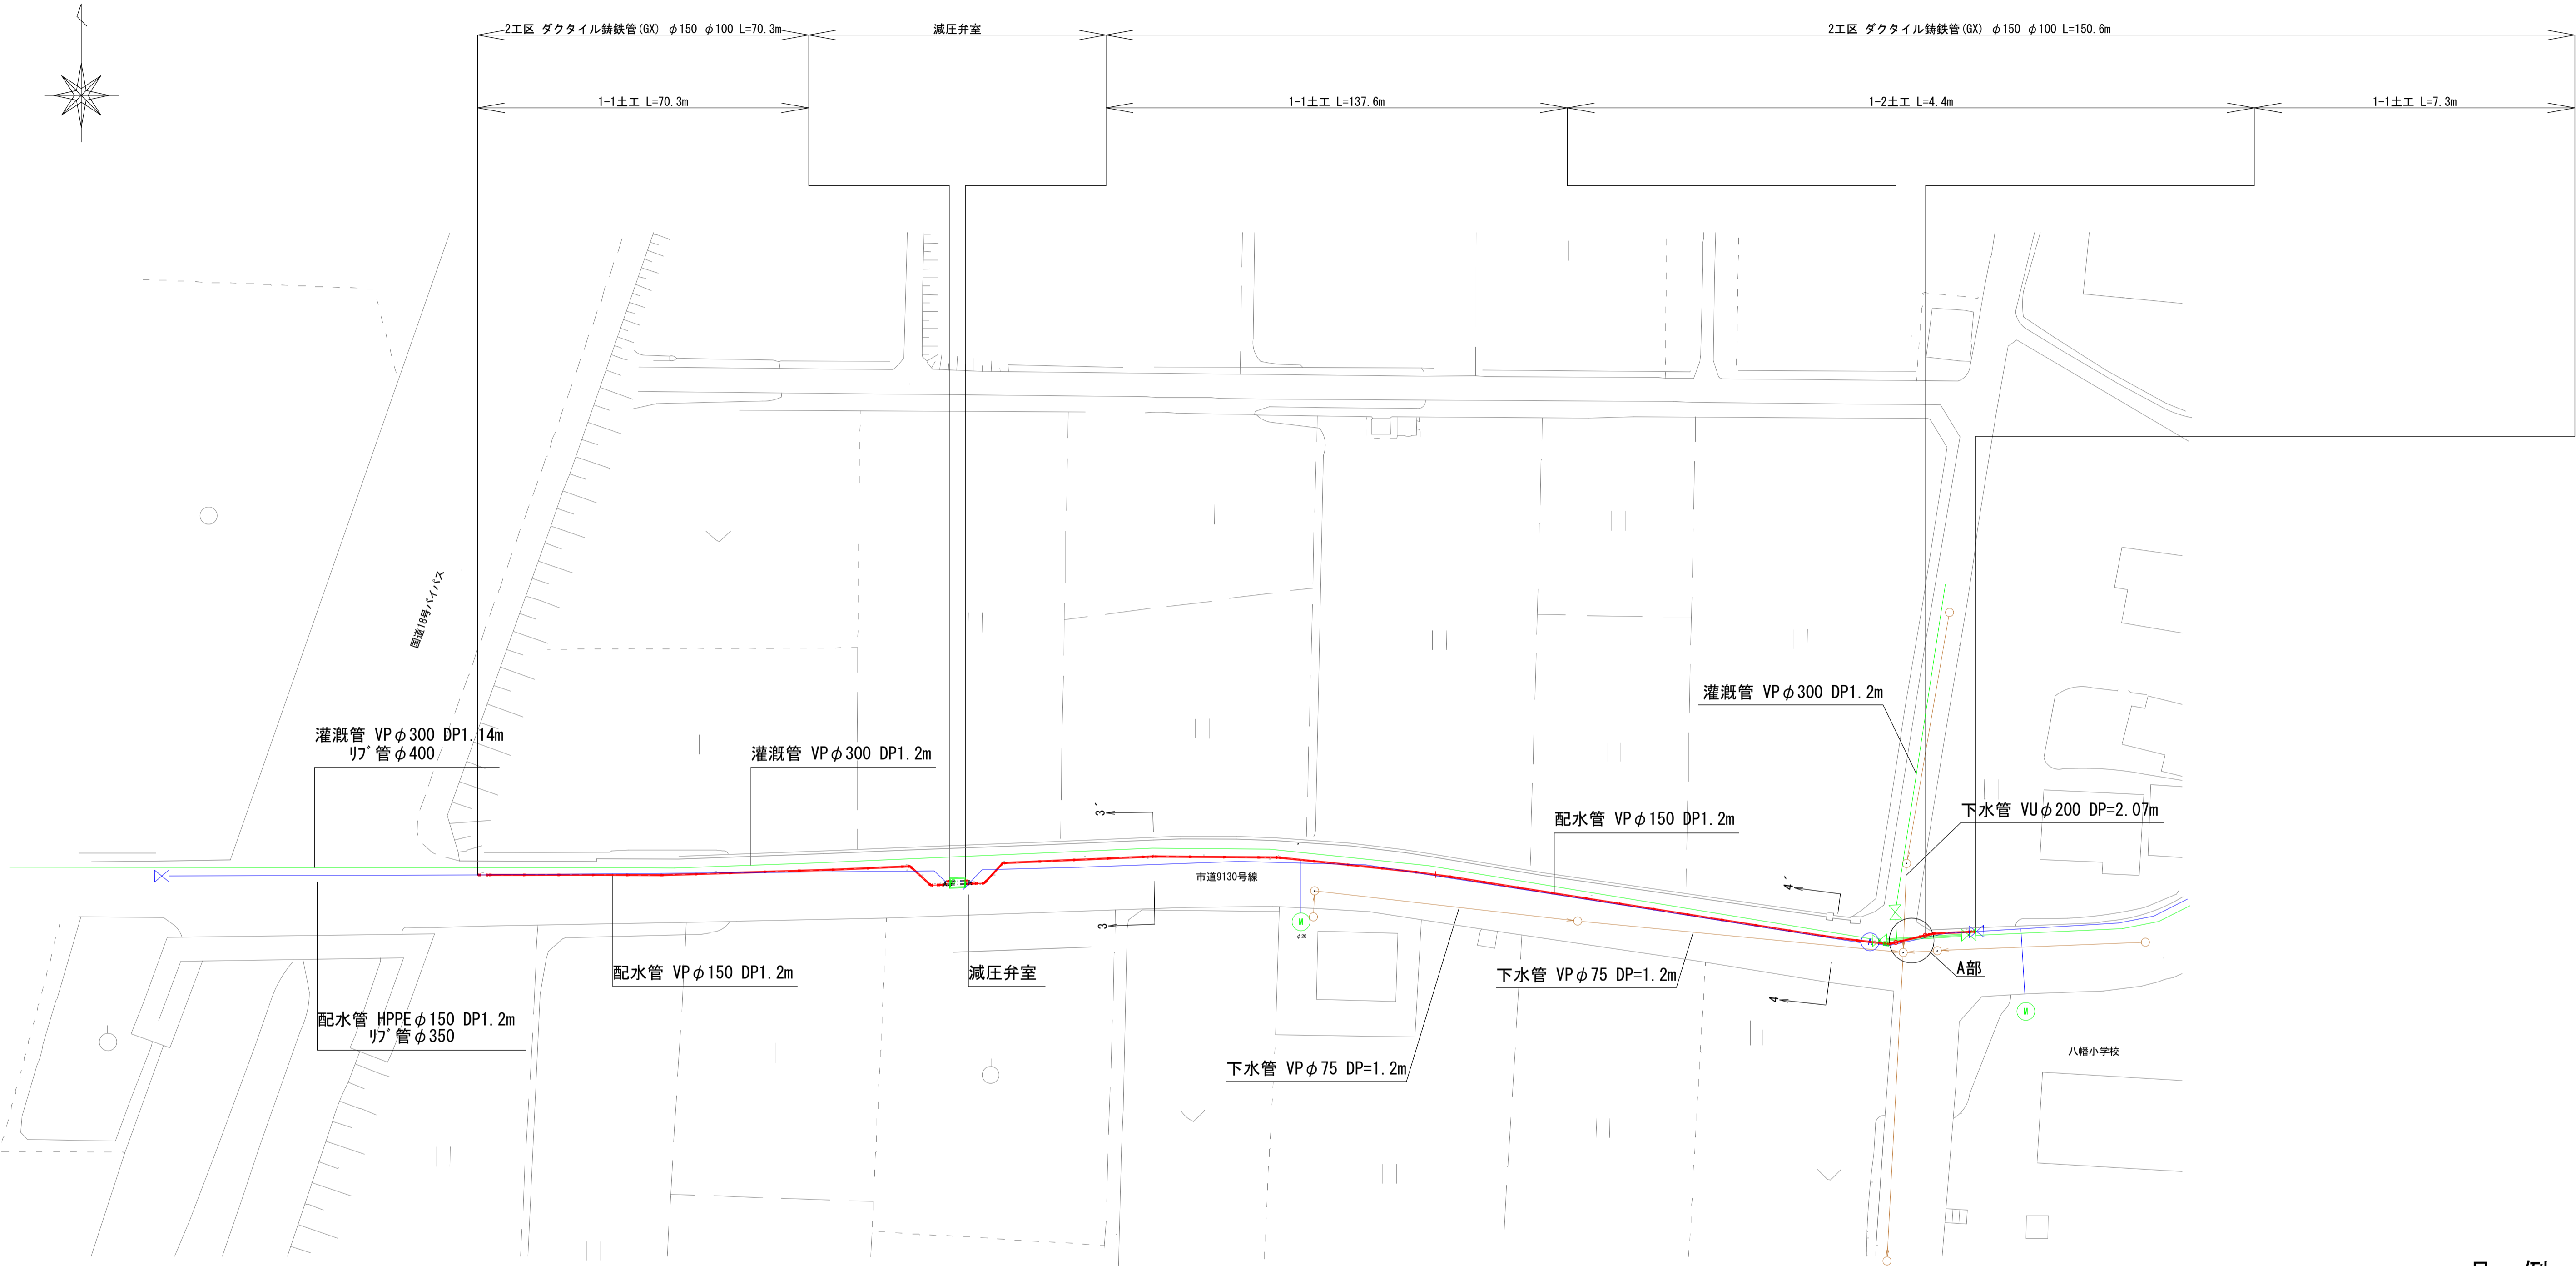 2工区 ダクタイル鋳鉄管(GX) φ150 φ100 L=70.3m
減圧弁室
2工区 ダクタイル鋳鉄管(GX) φ150 φ100 L=150.6m
1-1土工 L=70.3m
1-1土工 L=137.6m
1-2土工 L=4.4m
1-1土工 L=7.3m
国道18号バイパス
灌漑管 VPφ300 DP1.2m
灌漑管 VPφ300 DP1.14m
ﾘﾌﾞ管φ400
灌漑管 VPφ300 DP1.2m
3´
配水管 VPφ150 DP1.2m
下水管 VUφ200 DP=2.07m
市道9130号線
4´
M
φ20
3
A
A部
配水管 VPφ150 DP1.2m
減圧弁室
下水管 VPφ75 DP=1.2m
4
配水管 HPPEφ150 DP1.2m
ﾘﾌﾞ管φ350
M
八幡小学校
下水管 VPφ75 DP=1.2m